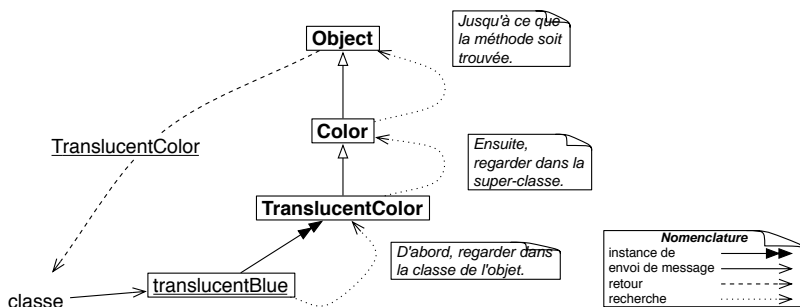 Object
Jusqu'à ce que
la méthode soit
trouvée.
Color
TranslucentColor
Ensuite,
regarder dans la
super-classe.
TranslucentColor
D'abord, regarder dans
la classe de l'objet.
classe
translucentBlue
Nomenclature
instance de
envoi de message
retour
recherche